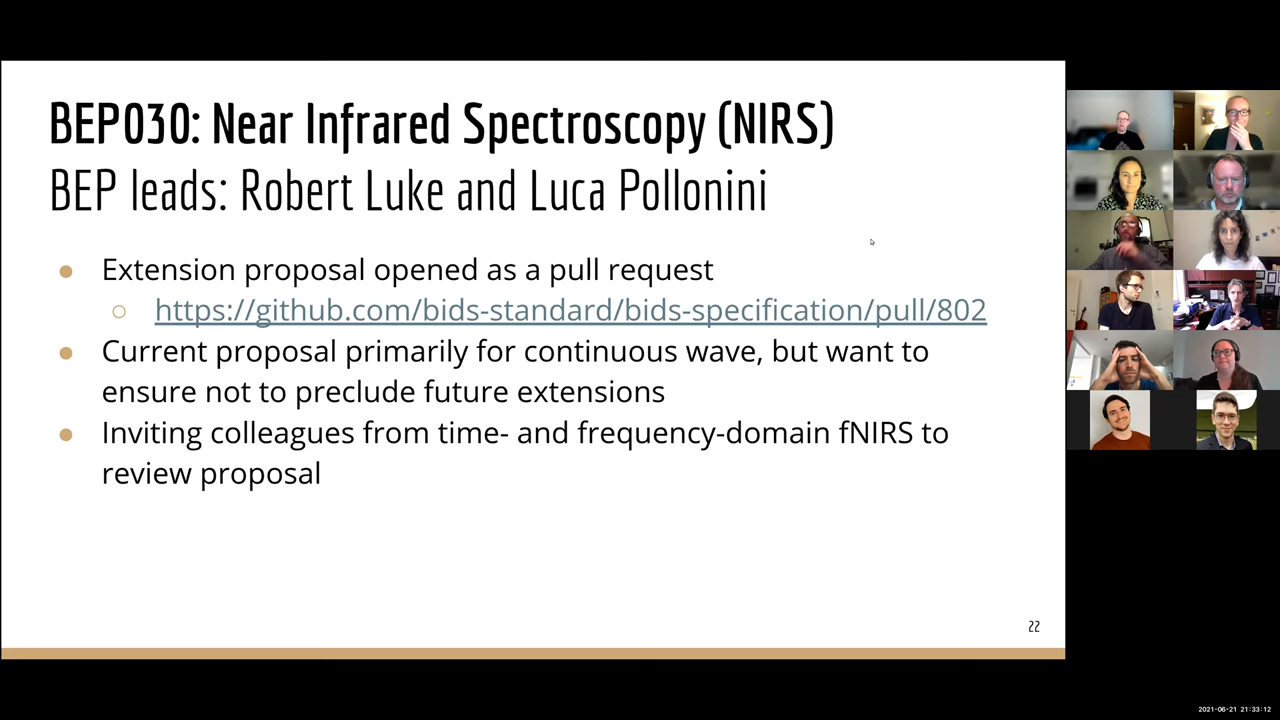 BEP030: Near Infrared Spectroscopy (NIRS)
BEP leads: Robert Luke and Luca Pollonini
● Extension proposal opened as a pull request
○ https://github.com/bids-standard/bids-specification/pull/802
● Current proposal primarily for continuous wave, but want to
ensure not to preclude future extensions
● Inviting colleagues from time- and frequency-domain fNIRS to
review proposal
22
2021-06-21 21:33:12